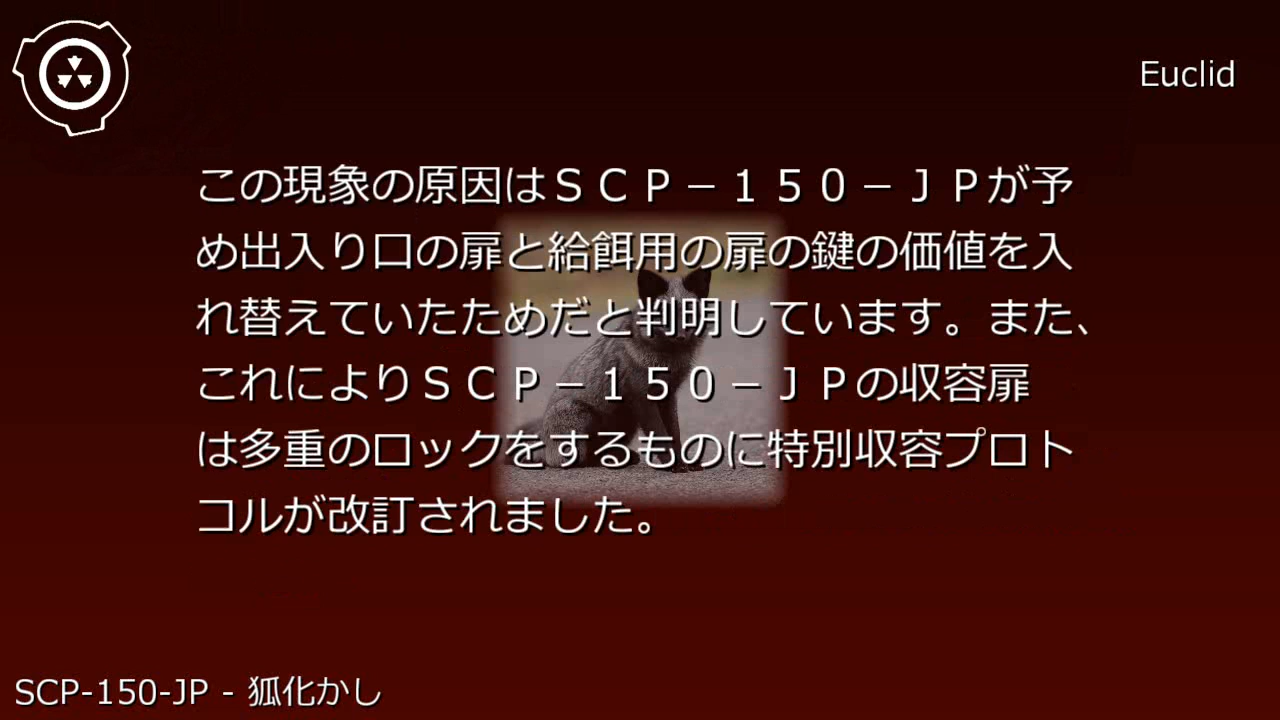 Euclid
この現象の原因はＳＣＰ－１５０－ＪＰが予
め出入り口の扉と給餌用の扉の鍵の価値を入
れ替えていたためだと判明しています。また、
これによりＳＣＰ－１５０－ＪＰの収容扉
は多重のロックをするものに特別収容プロト
コルが改訂されました。
SCP-150-JP - 狐化かし